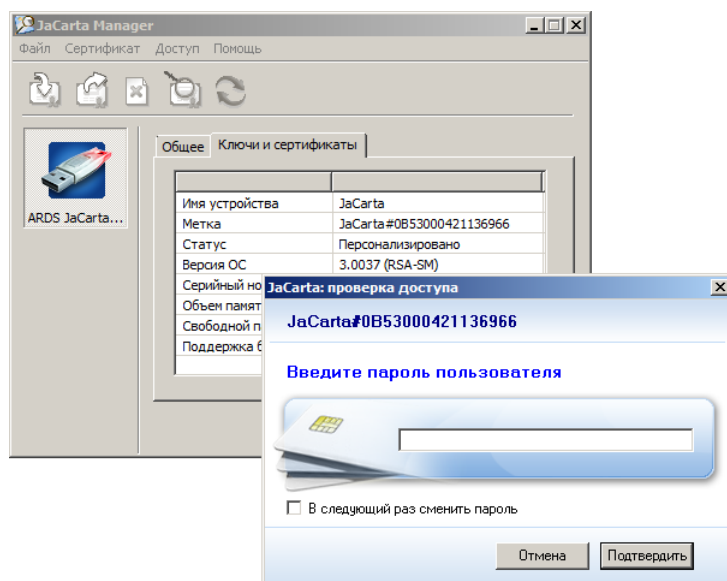 JaCarta Manager
Файл Сертификат Доступ Помощь
ARDS JaCarta...
Общее Ключи и сертификаты
Имя устройства JaCarta
Метка JaCarta#0B53000421136966
Статус Персонализировано
Версия ОС 3.0037 (RSA-SM)
Серийный но
Объем памят
Свободной п
Поддержка б
JaCarta: проверка доступа
JaCarta#0B53000421136966
Введите пароль пользователя
В следующий раз сменить пароль
Отмена Подтвердить